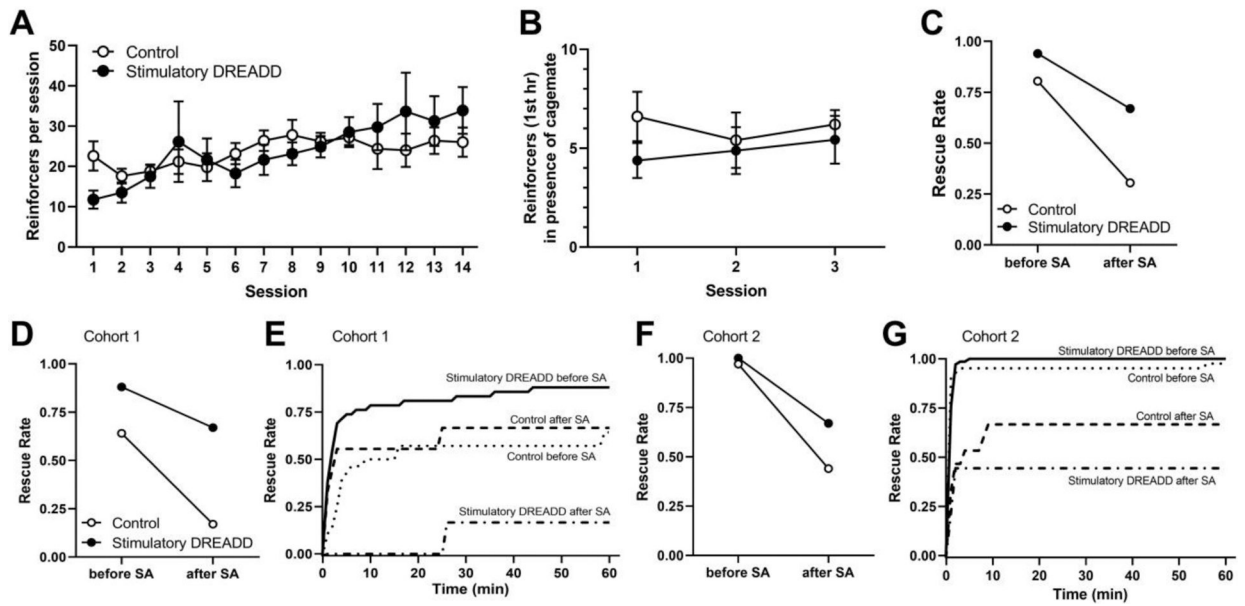 A
Reinforcers per session
50
40
30
20
10
0
Control
Stimulatory DREADD
1 2 3 4 5 6 7 8 9 10 11 12 13 14
Session
B
Reinforcers (1st hr)
in presence of cagemate
10
5
0
1 2 3
Session
C
Rescue Rate
1.00
0.75
0.50
0.25
0.00
Control
Stimulatory DREADD
before SA after SA
D
Cohort 1
Rescue Rate
1.00
0.75
0.50
0.25
0.00
Control
Stimulatory DREADD
before SA after SA
E
Cohort 1
Rescue Rate
1.00
0.75
0.50
0.25
0.00
Stimulatory DREADD before SA
Control after SA
Control before SA
Stimulatory DREADD after SA
0 10 20 30 40 50 60
Time (min)
F
Cohort 2
Rescue Rate
1.00
0.75
0.50
0.25
0.00
before SA after SA
G
Cohort 2
Rescue Rate
1.00
0.75
0.50
0.25
0.00
Stimulatory DREADD before SA
Control before SA
Control after SA
Stimulatory DREADD after SA
0 10 20 30 40 50 60
Time (min)